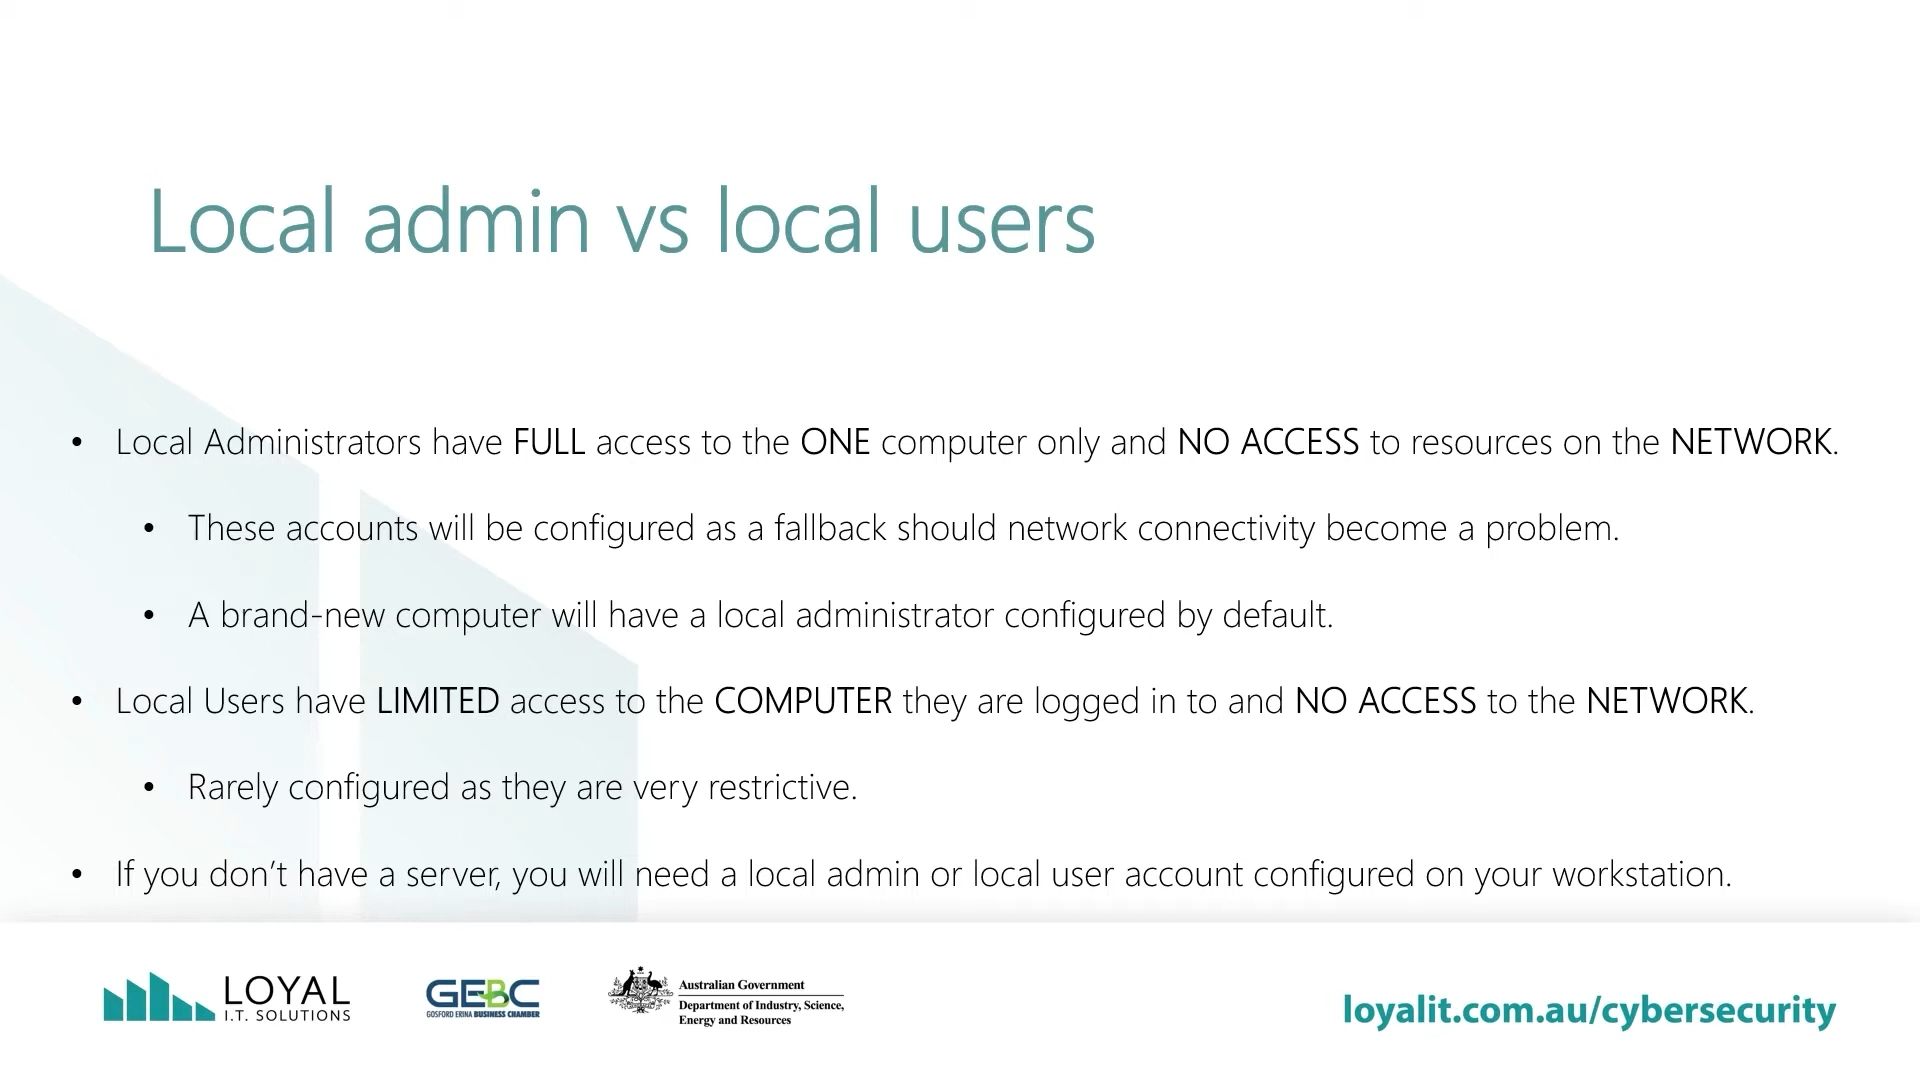 Local admin vs local users
• Local Administrators have FULL access to the ONE computer only and NO ACCESS to resources on the NETWORK.
• These accounts will be configured as a fallback should network connectivity become a problem.
• A brand-new computer will have a local administrator configured by default.
• Local Users have LIMITED access to the COMPUTER they are logged in to and NO ACCESS to the NETWORK.
• Rarely configured as they are very restrictive.
• If you don’t have a server, you will need a local admin or local user account configured on your workstation.
LOYAL
I.T. SOLUTIONS
GEBC
GOSFORD ERINA BUSINESS CHAMBER
Australian Government
Department of Industry, Science,
Energy and Resources
loyalit.com.au/cybersecurity